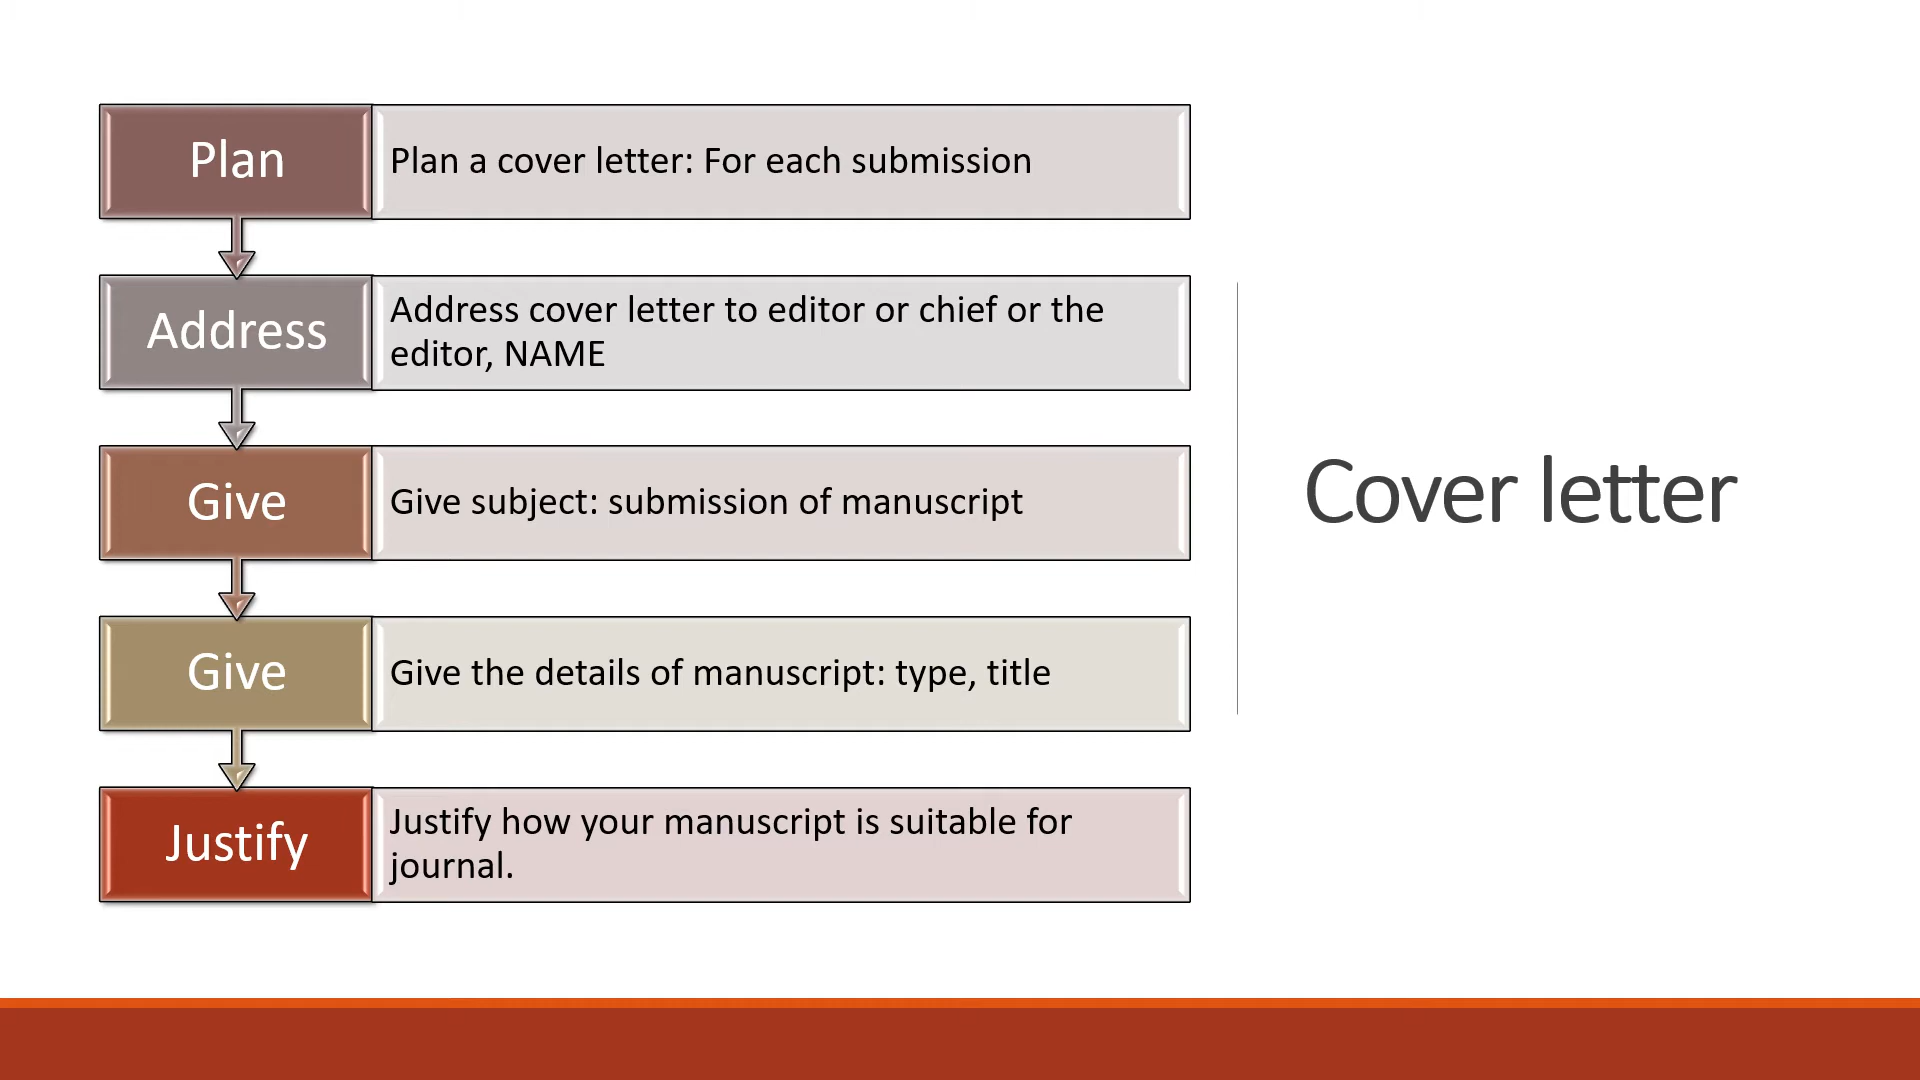 Plan
Plan a cover letter: For each submission
Address
Address cover letter to editor or chief or the
editor, NAME
Give
Give subject: submission of manuscript
Give
Give the details of manuscript: type, title
Justify
Justify how your manuscript is suitable for
journal.
Cover letter